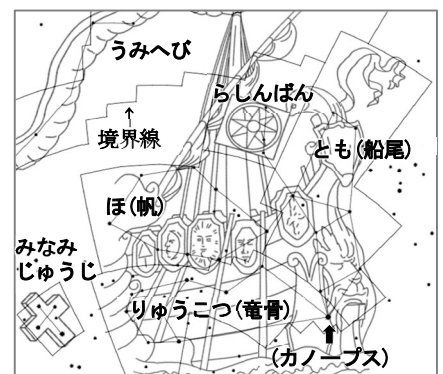 うみへび
らしんばん
↑
境界線
とも(船尾)
ほ(帆)
みなみ
じゅうじ
りゅうこつ(竜骨)
(カノープス)